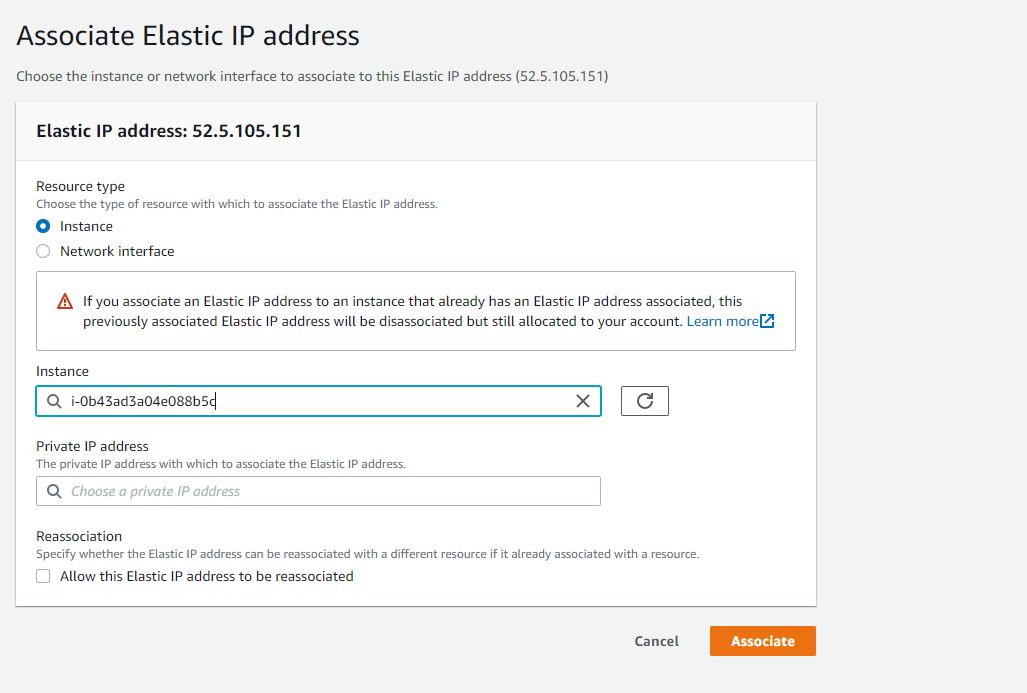 Associate Elastic IP address
Choose the instance or network interface to associate to this Elastic IP address (52.5.105.151)
Elastic IP address: 52.5.105.151
Resource type
Choose the type of resource with which to associate the Elastic IP address.
Instance
Network interface
If you associate an Elastic IP address to an instance that already has an Elastic IP address associated, this
previously associated Elastic IP address will be disassociated but still allocated to your account. Learn more
Instance
i-0b43ad3a04e088b5c
Private IP address
The private IP address with which to associate the Elastic IP address.
Choose a private IP address
Reassociation
Specify whether the Elastic IP address can be reassociated with a different resource if it already associated with a resource.
Allow this Elastic IP address to be reassociated
Cancel
Associate